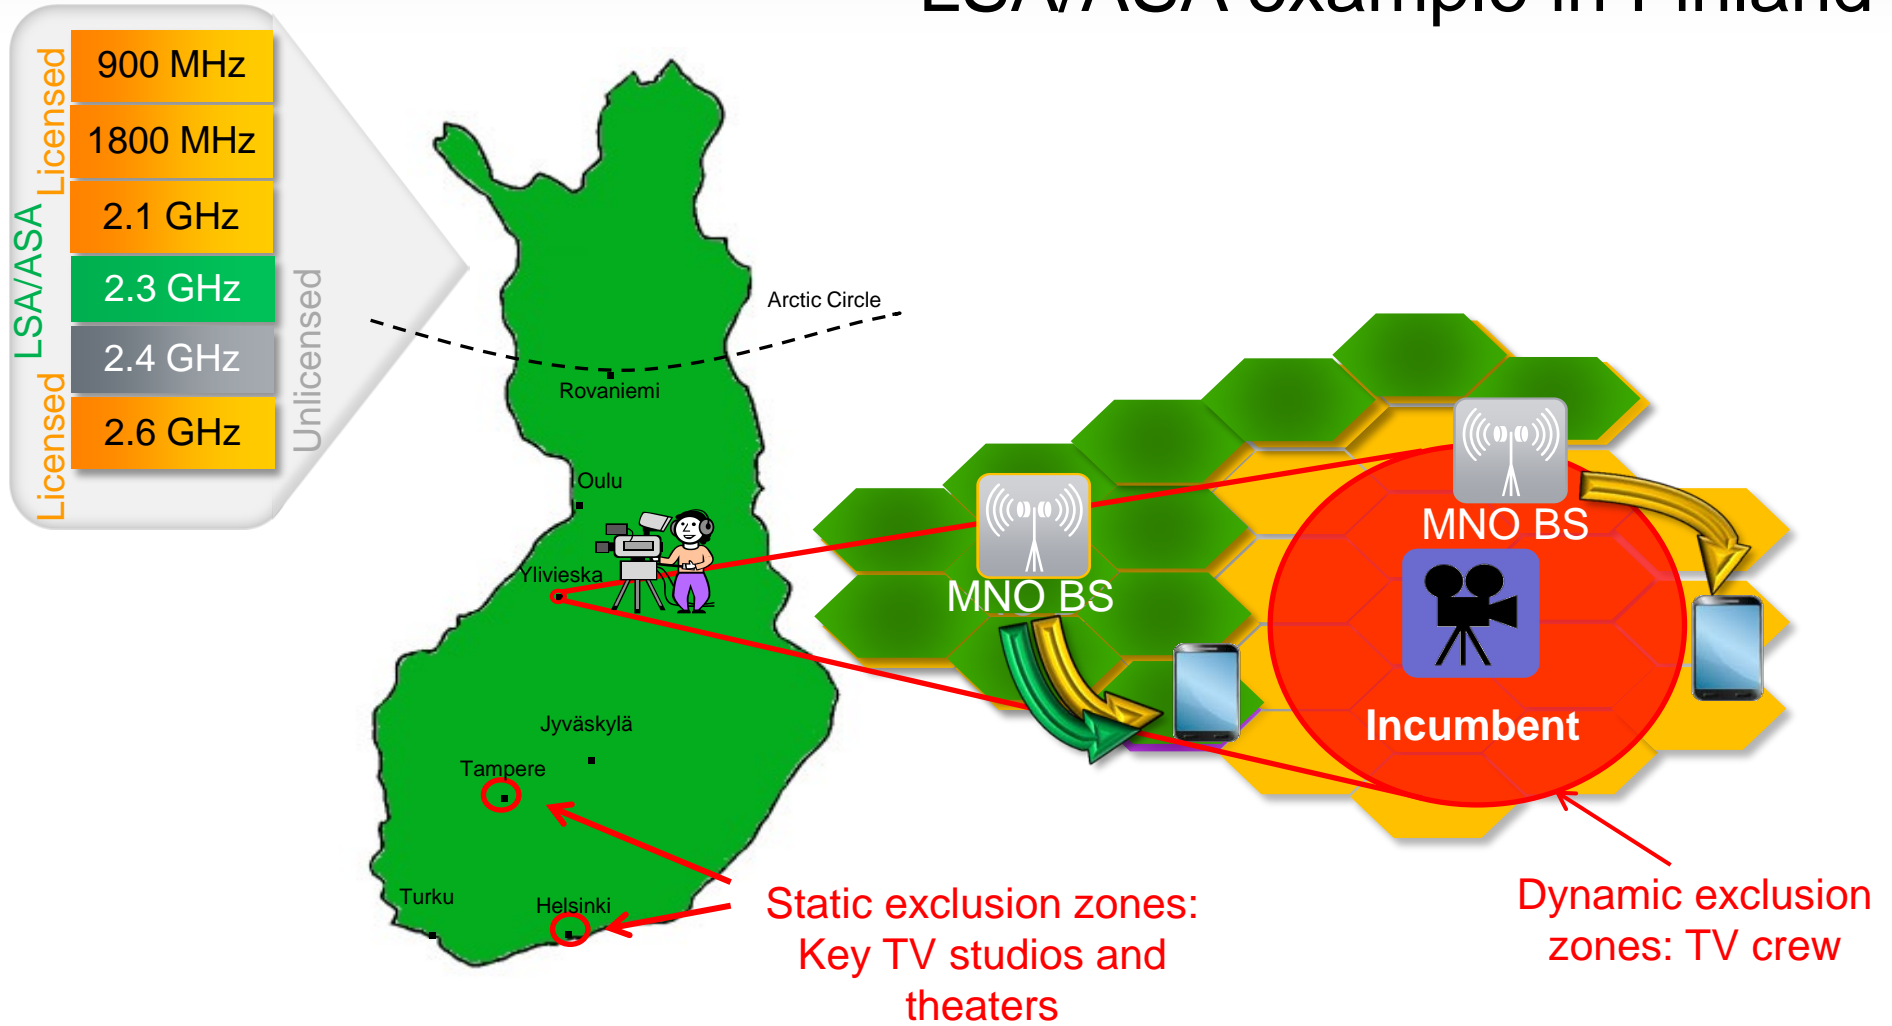 LSA/ASA example in Finland
Licensed
LSA/ASA
Licensed
900 MHz
1800 MHz
2.1 GHz
2.3 GHz
2.4 GHz
2.6 GHz
Unlicensed
Arctic Circle
Rovaniemi
Oulu
Ylivieska
Jyväskylä
Tampere
Turku
Helsinki
MNO BS
MNO BS
Incumbent
Static exclusion zones:
Key TV studios and
theaters
Dynamic exclusion
zones: TV crew